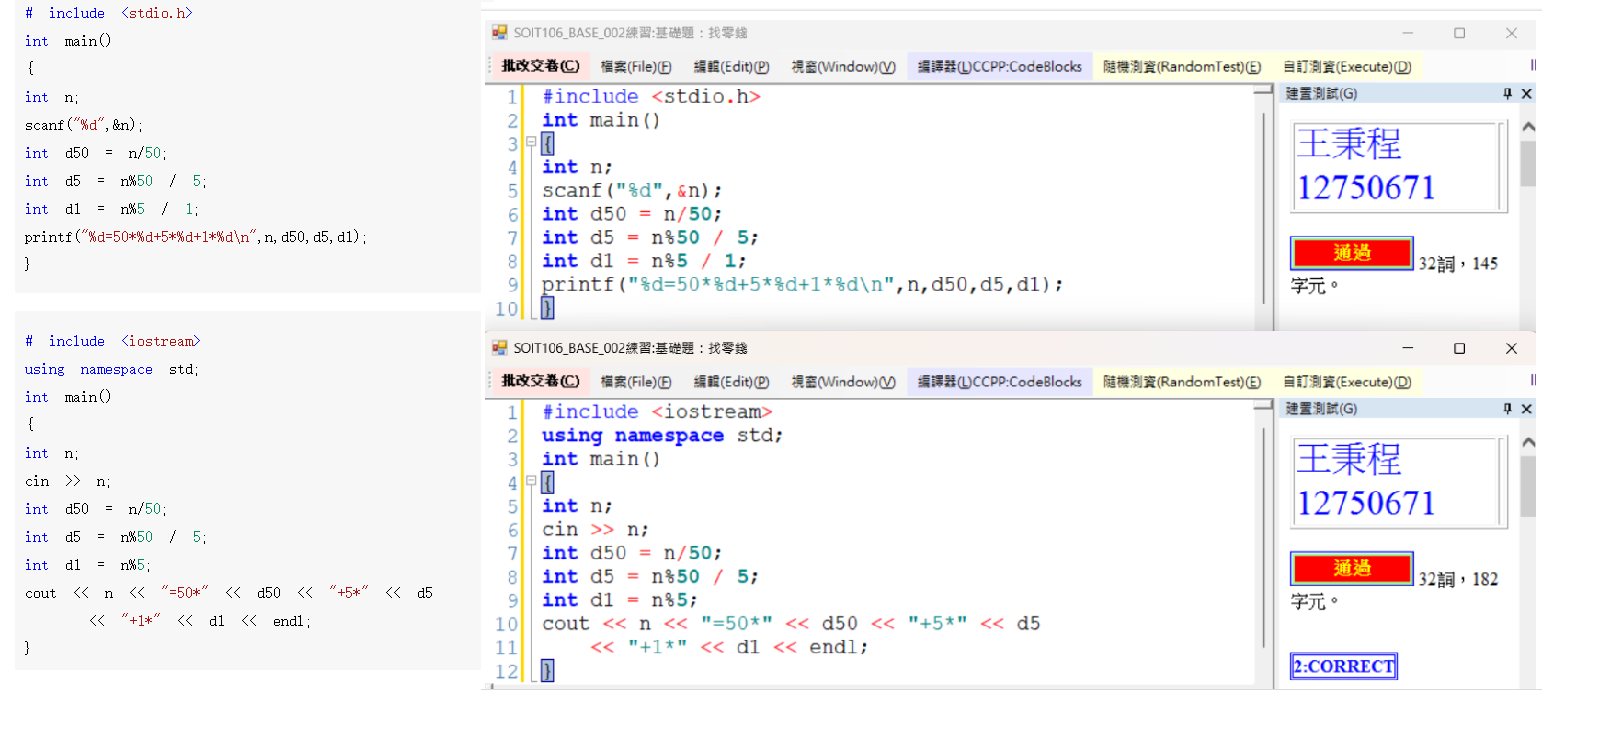 # include <stdio.h>
int main()
{
int n;
scanf("%d",&n);
int d50 = n/50;
int d5 = n%50 / 5;
int d1 = n%5 / 1;
printf("%d=50*%d+5*%d+1*%d\n",n,d50,d5,d1);
}
# include <iostream>
using namespace std;
int main()
{
int n;
cin >> n;
int d50 = n/50;
int d5 = n%50 / 5;
int d1 = n%5;
cout << n << "=50*" << d50 << "+5*" << d5
<< "+1*" << d1 << endl;
}
SOIT106_BASE_002練習:基礎題：找零錢
批改交卷(C) 檔案(File)(F) 編輯(Edit)(P) 視窗(Window)(V) 編譯器(L)CCPP:CodeBlocks 隨機測資(RandomTest)(E) 自訂測資(Execute)(D)
1 #include <stdio.h>
2 int main()
3 {
4 int n;
5 scanf("%d",&n);
6 int d50 = n/50;
7 int d5 = n%50 / 5;
8 int d1 = n%5 / 1;
9 printf("%d=50*%d+5*%d+1*%d\n",n,d50,d5,d1);
10 }
建置測試(G)
王秉程
12750671
通過 32詞，145
字元。
SOIT106_BASE_002練習:基礎題：找零錢
批改交卷(C) 檔案(File)(F) 編輯(Edit)(P) 視窗(Window)(V) 編譯器(L)CCPP:CodeBlocks 隨機測資(RandomTest)(E) 自訂測資(Execute)(D)
1 #include <iostream>
2 using namespace std;
3 int main()
4 {
5 int n;
6 cin >> n;
7 int d50 = n/50;
8 int d5 = n%50 / 5;
9 int d1 = n%5;
10 cout << n << "=50*" << d50 << "+5*" << d5
11 << "+1*" << d1 << endl;
12 }
建置測試(G)
王秉程
12750671
通過 32詞，182
字元。
2:CORRECT